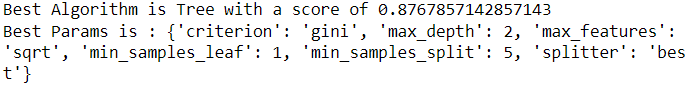 Best Algorithm is Tree with a score of 0.8767857142857143
Best Params is : {'criterion': 'gini', 'max_depth': 2, 'max_features':
'sqrt', 'min_samples_leaf': 1, 'min_samples_split': 5, 'splitter': 'bes
t'}